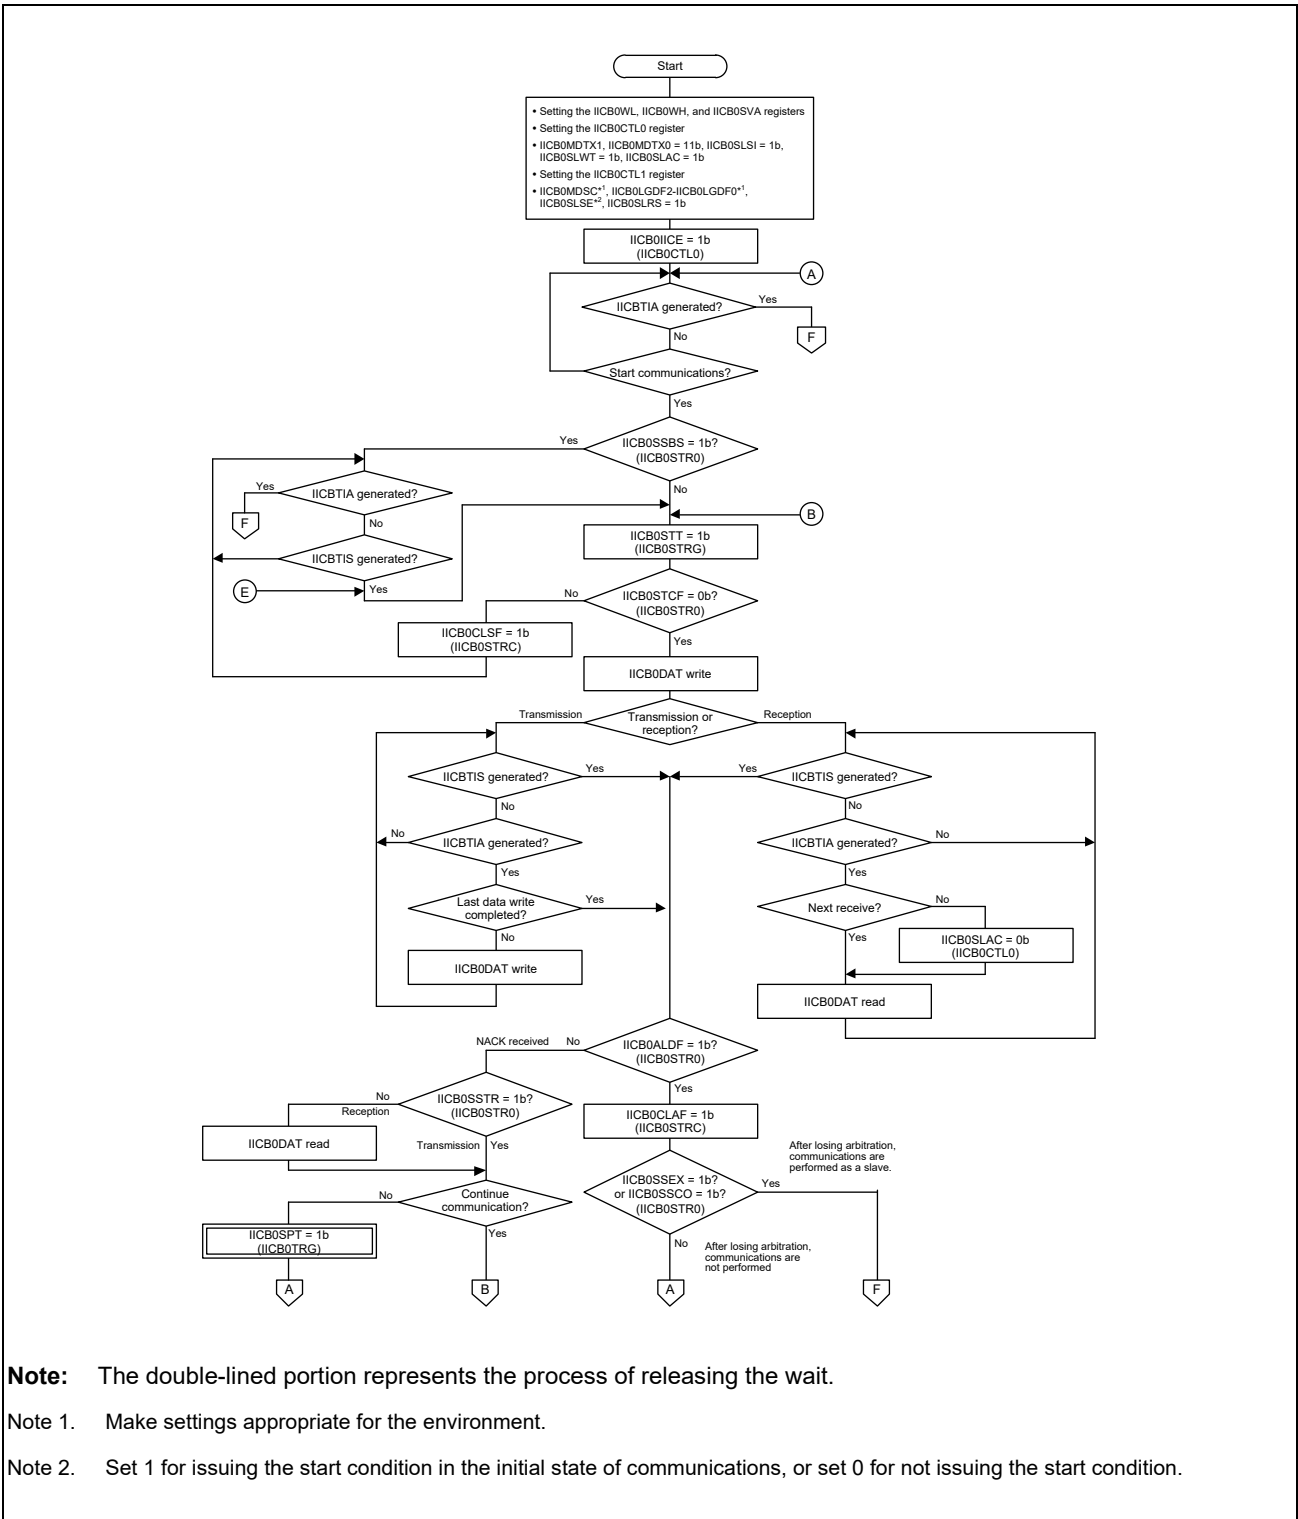 Start
• Setting the IICB0WL, IICB0WH, and IICB0SVA registers
• Setting the IICB0CTL0 register
• IICB0MDTX1, IICB0MDTX0 = 11b, IICB0SLSI = 1b,
IICB0SLWT = 1b, IICB0SLAC = 1b
• Setting the IICB0CTL1 register
• IICB0MDSC*1, IICB0LGDF2-IICB0LGDF0*1,
IICB0SLSE*2, IICB0SLRS = 1b
IICB0IICE = 1b
(IICB0CTL0)
A
IICBTIA generated?
Yes
F
No
Start communications?
Yes
IICB0SSBS = 1b?
(IICB0STR0)
Yes
No
IICBTIA generated?
Yes
F
No
IICBTIS generated?
E
Yes
B
IICB0STT = 1b
(IICB0STRG)
IICB0STCF = 0b?
(IICB0STR0)
No
IICB0CLSF = 1b
(IICB0STRC)
Yes
IICB0DAT write
Transmission or
reception?
Transmission
Reception
IICBTIS generated?
Yes
No
IICBTIA generated?
No
Yes
Last data write
completed?
Yes
No
IICB0DAT write
Yes
IICBTIS generated?
No
IICBTIA generated?
No
Yes
Next receive?
No
Yes
IICB0SLAC = 0b
(IICB0CTL0)
IICB0DAT read
IICB0ALDF = 1b?
(IICB0STR0)
NACK received No
Yes
IICB0SSTR = 1b?
(IICB0STR0)
No
Reception
IICB0DAT read
Transmission Yes
Continue
communication?
No
Yes
IICB0SPT = 1b
(IICB0TRG)
A
B
IICB0CLAF = 1b
(IICB0STRC)
IICB0SSEX = 1b?
or IICB0SSCO = 1b?
(IICB0STR0)
After losing arbitration,
communications are
performed as a slave.
Yes
No
After losing arbitration,
communications are
not performed
A
F
Note: The double-lined portion represents the process of releasing the wait.
Note 1. Make settings appropriate for the environment.
Note 2. Set 1 for issuing the start condition in the initial state of communications, or set 0 for not issuing the start condition.